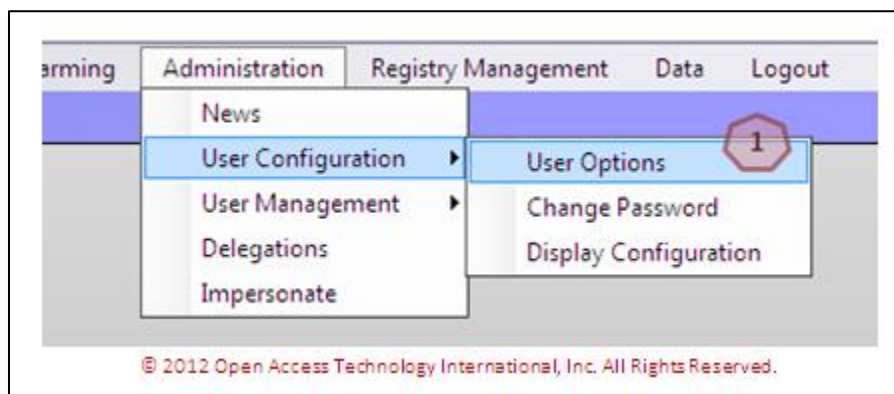 arming Administration Registry Management Data Logout
News
User Configuration
User Options
1
User Management
Change Password
Delegations
Display Configuration
Impersonate
© 2012 Open Access Technology International, Inc. All Rights Reserved.